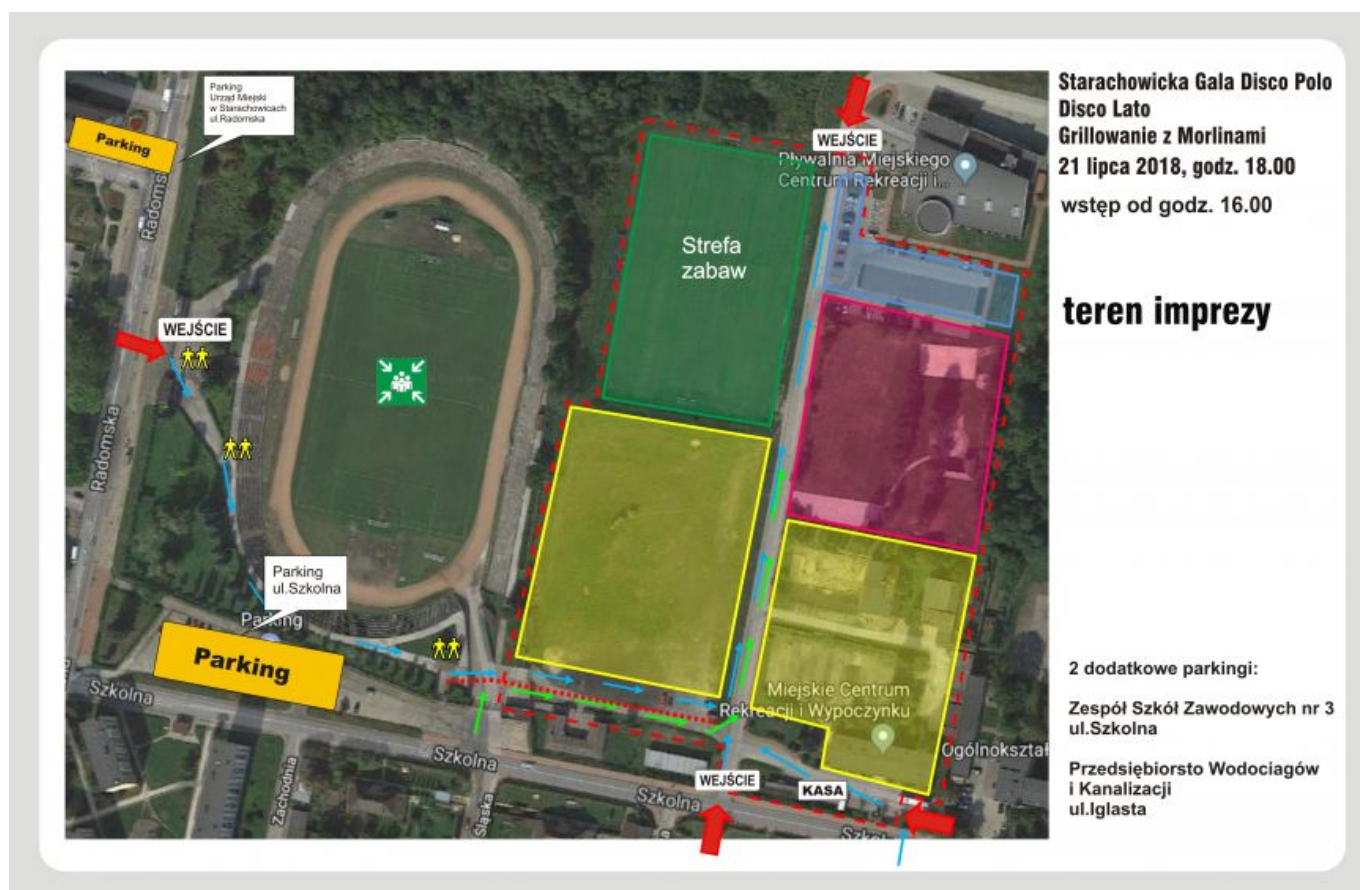 Starachowicka Gala Disco Polo
Disco Lato
Grillowanie z Morlinami
21 lipca 2018, godz. 18.00
wstęp od godz. 16.00
teren imprezy
2 dodatkowe parkingi:
Zespół Szkół Zawodowych nr 3
ul.Szkolna
Przedsiębiorsto Wodociagów
i Kanalizacji
ul.Iglasta
Parking
Urząd Miejski
w Starachowicach
ul.Radomska
Parking
Radomska
WEJŚCIE
Pływalnia Miejskiego
Centrum Rekreacji i...
Strefa
zabaw
WEJŚCIE
Radomska
Parking
ul.Szkolna
Parking
Parking
Szkolna
Miejskie Centrum
Rekreacji i Wypoczynku
Ogólnokształ
Szkolna
Zachodnia
Śląska
WEJŚCIE
KASA
Szkolna